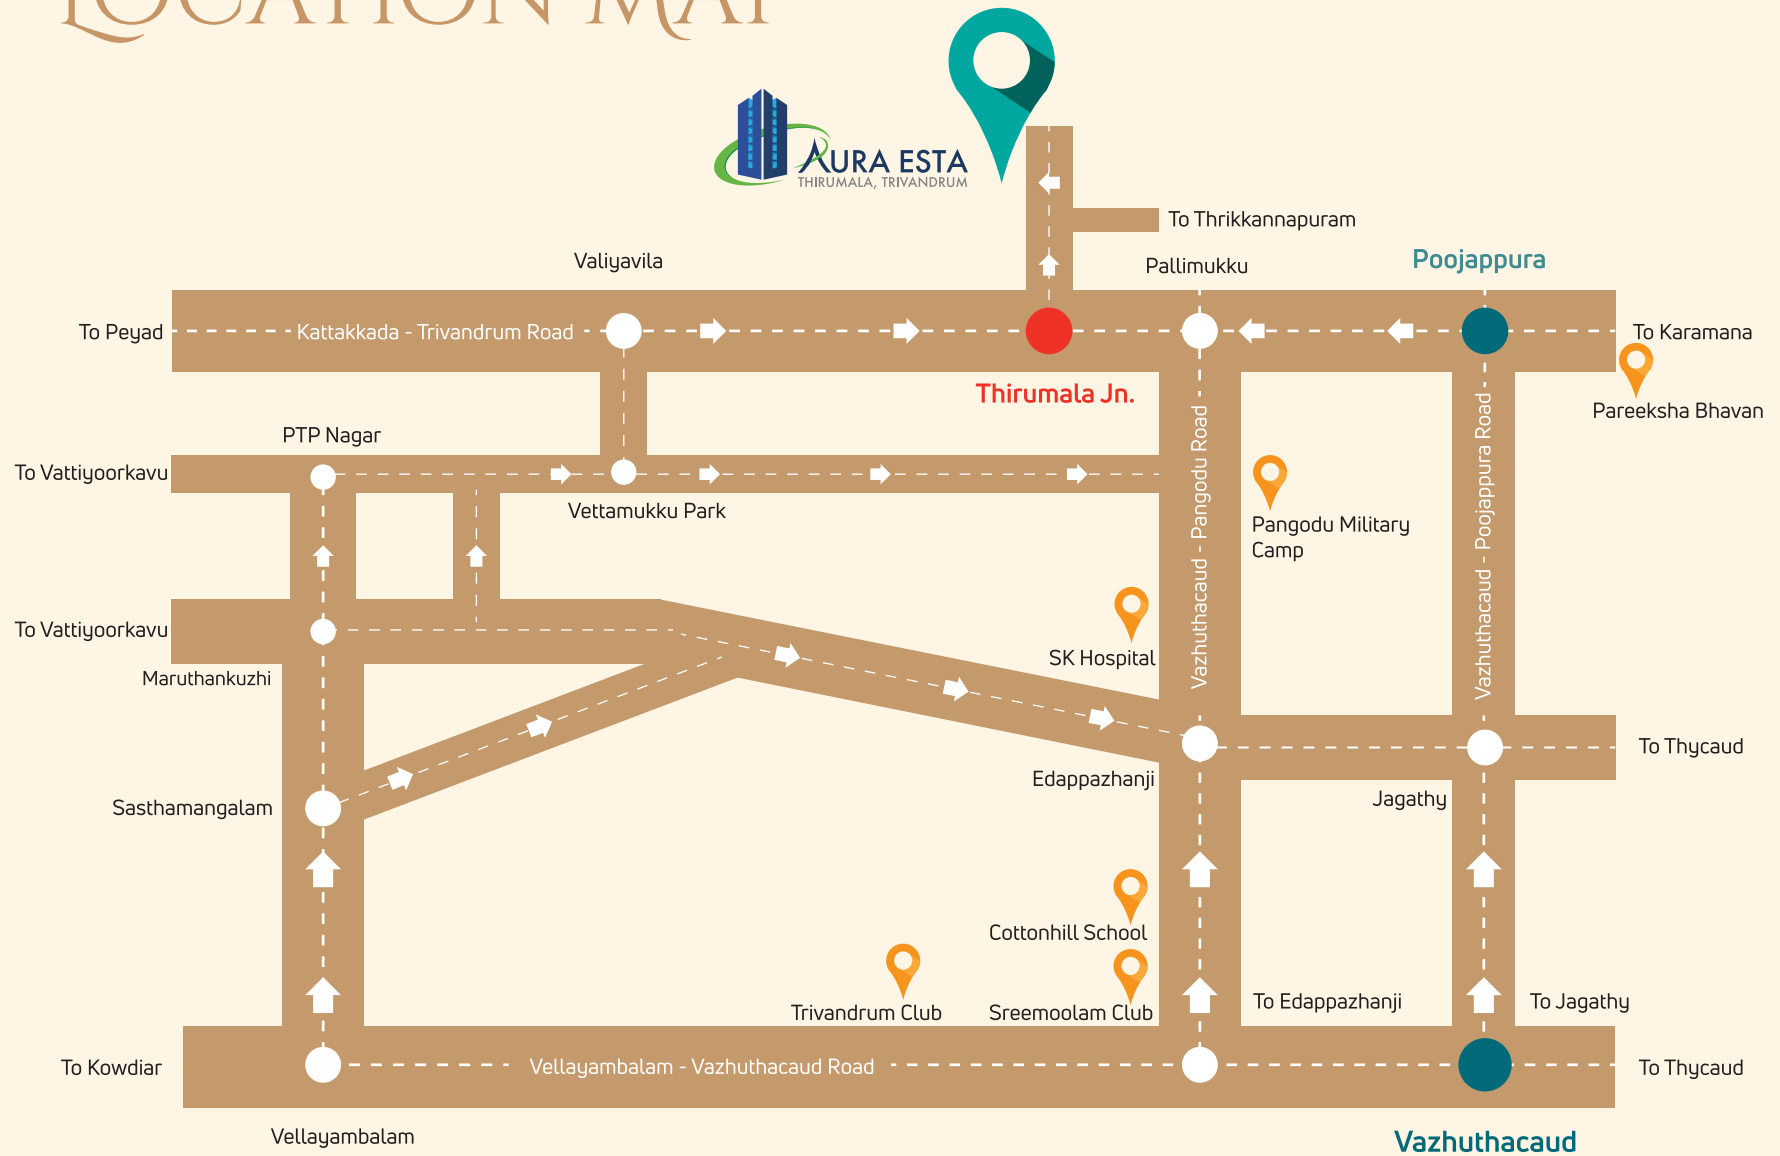 LOCATION MAP
AURA ESTA
THIRUMALA, TRIVANDRUM
To Thrikkannapuram
Valiyavila
Pallimukku
Poojappura
To Peyad
Kattakkada - Trivandrum Road
To Karamana
Thirumala Jn.
Pareeksha Bhavan
PTP Nagar
To Vattiyoorkavu
Vettamukku Park
Vazhuthacaud - Pangodu Road
Vazhuthacaud - Poojappura Road
Pangodu Military
Camp
To Vattiyoorkavu
SK Hospital
Maruthankuzhi
To Thycaud
Edappazhanji
Jagathy
Sasthamangalam
Cottonhill School
Trivandrum Club
Sreemoolam Club
To Edappazhanji
To Jagathy
To Kowdiar
Vellayambalam - Vazhuthacaud Road
To Thycaud
Vellayambalam
Vazhuthacaud